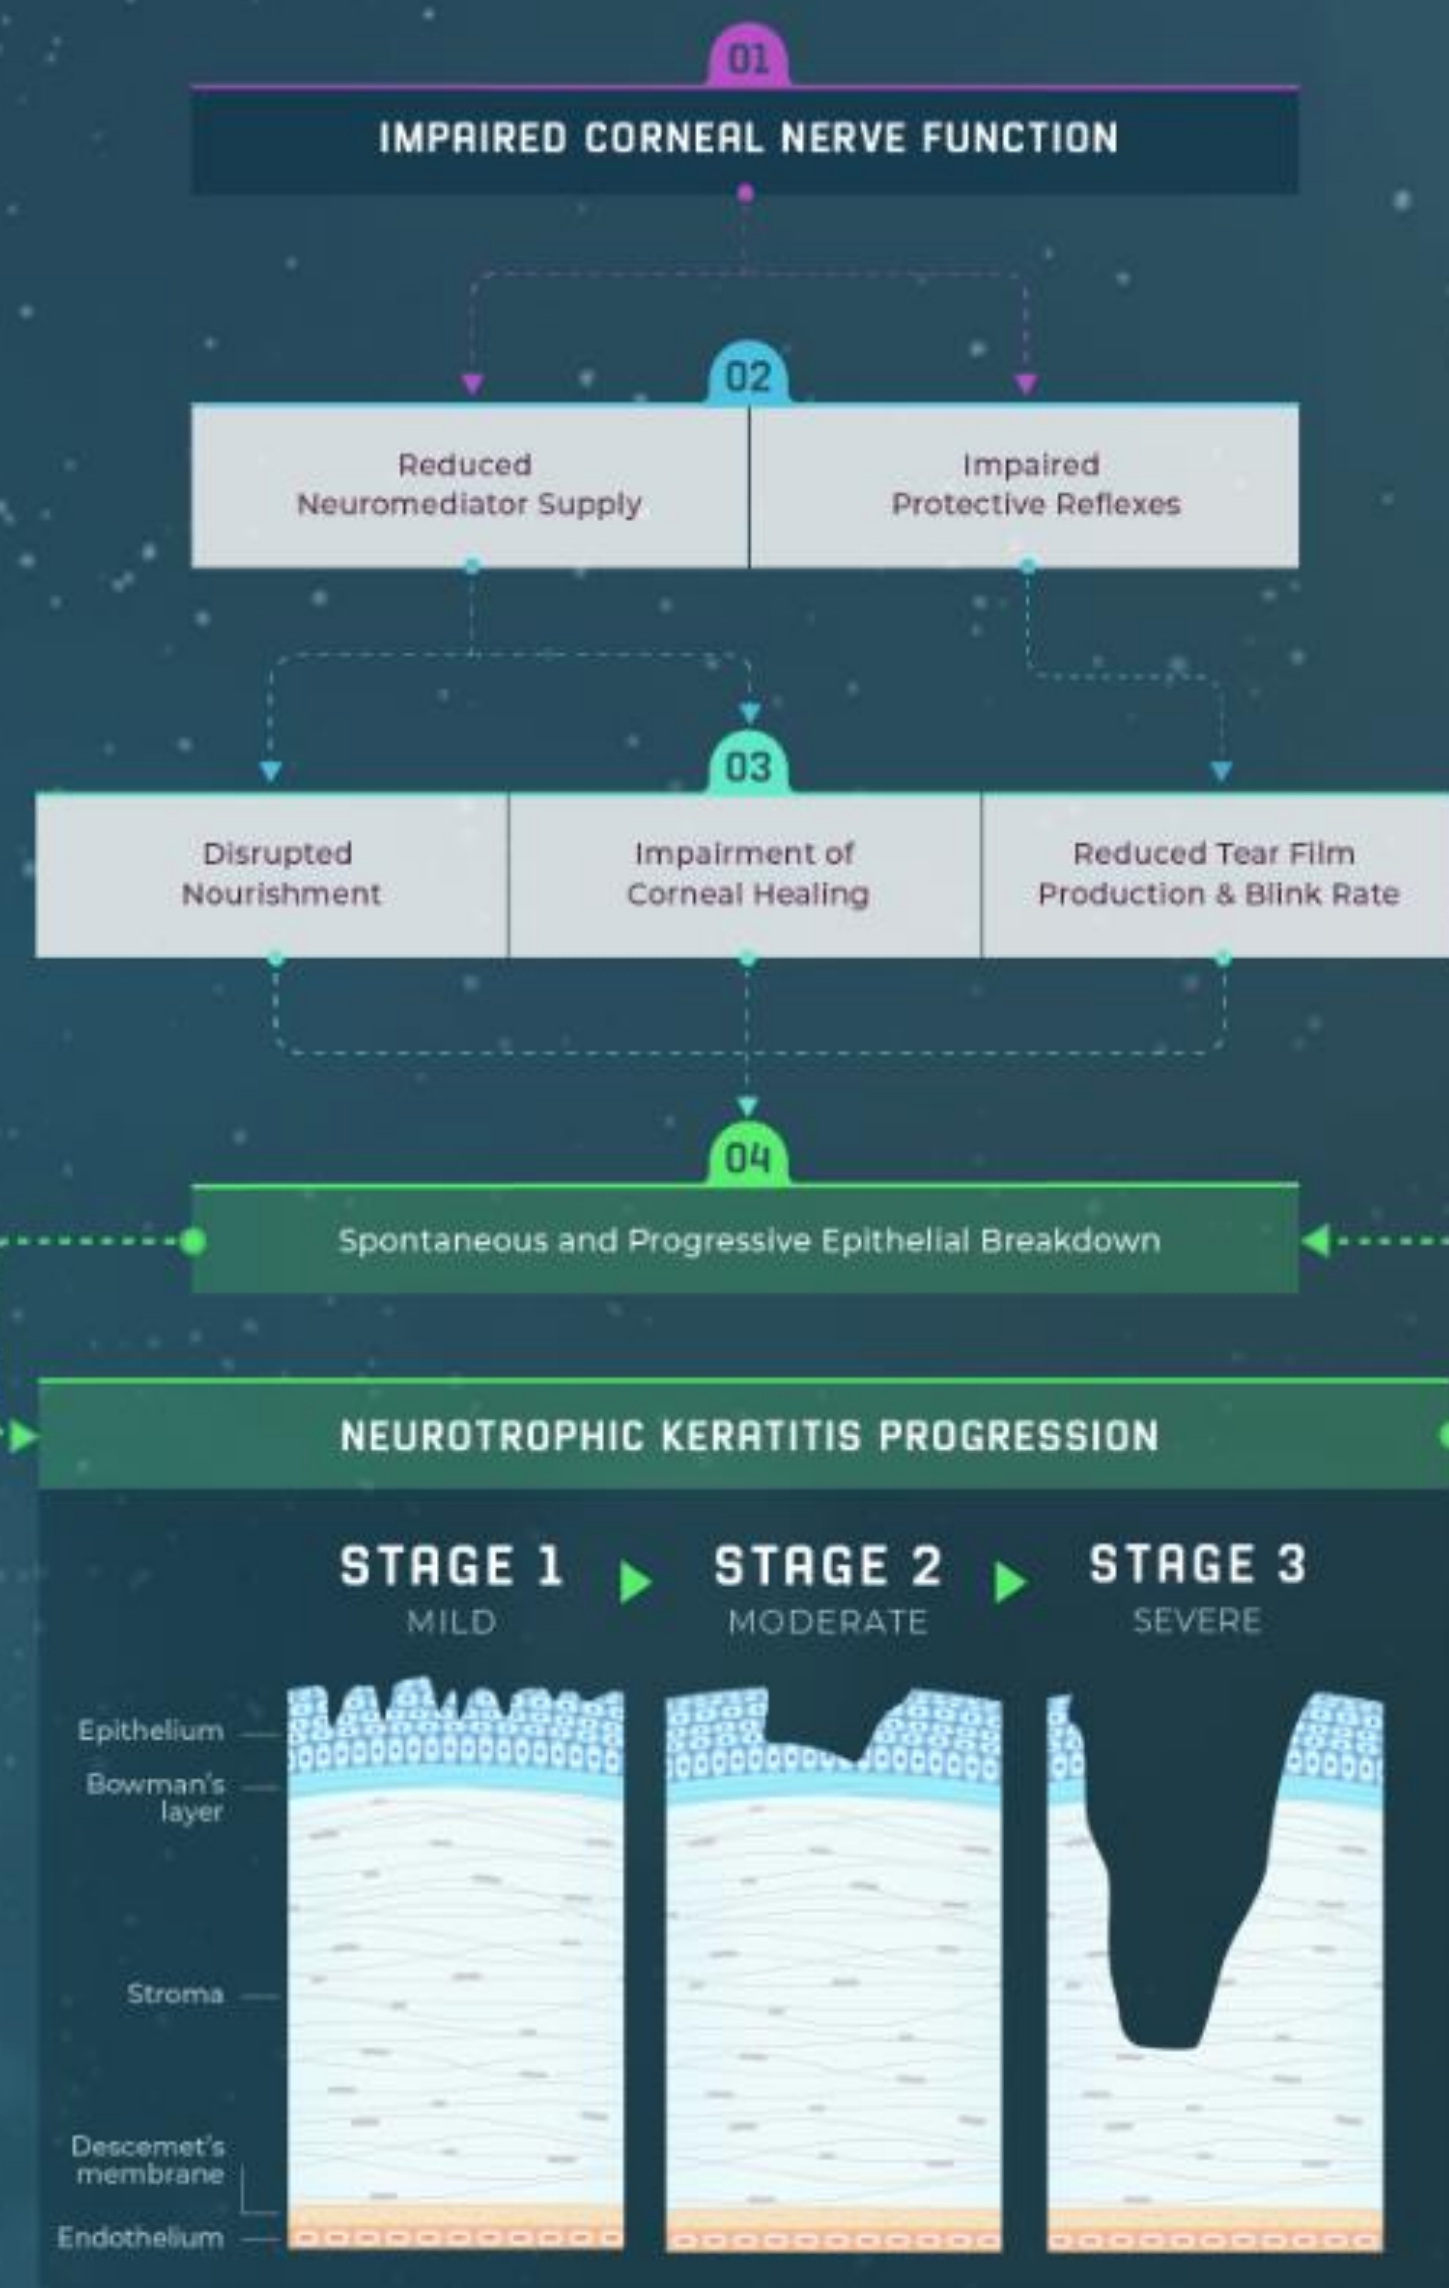 01
IMPAIRED CORNEAL NERVE FUNCTION
02
Reduced
Neuromediator Supply
Impaired
Protective Reflexes
03
Disrupted
Nourishment
Impairment of
Corneal Healing
Reduced Tear Film
Production & Blink Rate
04
Spontaneous and Progressive Epithelial Breakdown
NEUROTROPHIC KERATITIS PROGRESSION
STAGE 1
MILD
STAGE 2
MODERATE
STAGE 3
SEVERE
Epithelium
Bowman's
layer
Stroma
Descemet's
membrane
Endothelium